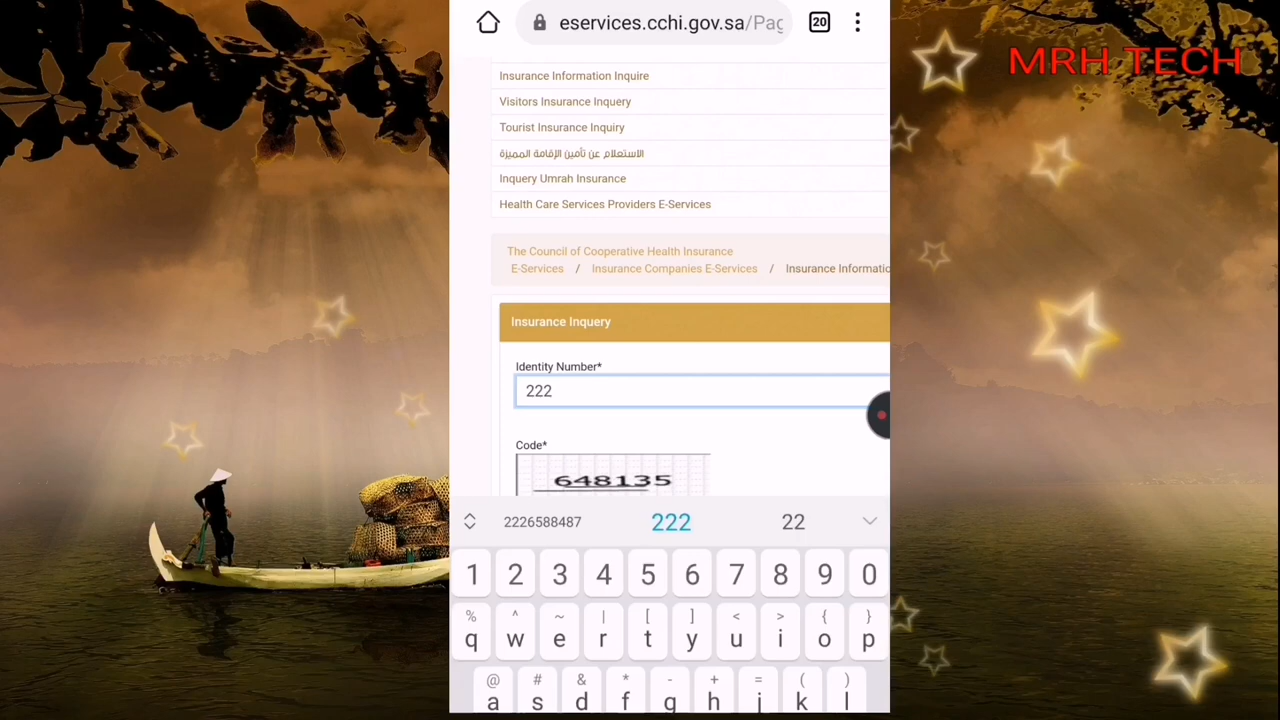 eservices.cchi.gov.sa/Pag
20
MRH TECH
Insurance Information Inquire
Visitors Insurance Inquery
Tourist Insurance Inquiry
الاستعلام عن تأمين الإقامة المميزة
Inquery Umrah Insurance
Health Care Services Providers E-Services
The Council of Cooperative Health Insurance
E-Services / Insurance Companies E-Services / Insurance Informatio
Insurance Inquery
Identity Number*
222
Code*
648135
2226588487 222 22
1 2 3 4 5 6 7 8 9 0
% ^ ~ | [ ] < > { }
q w e r t y u i o p
@ # & * - + = ( )
a s d f g h j k l